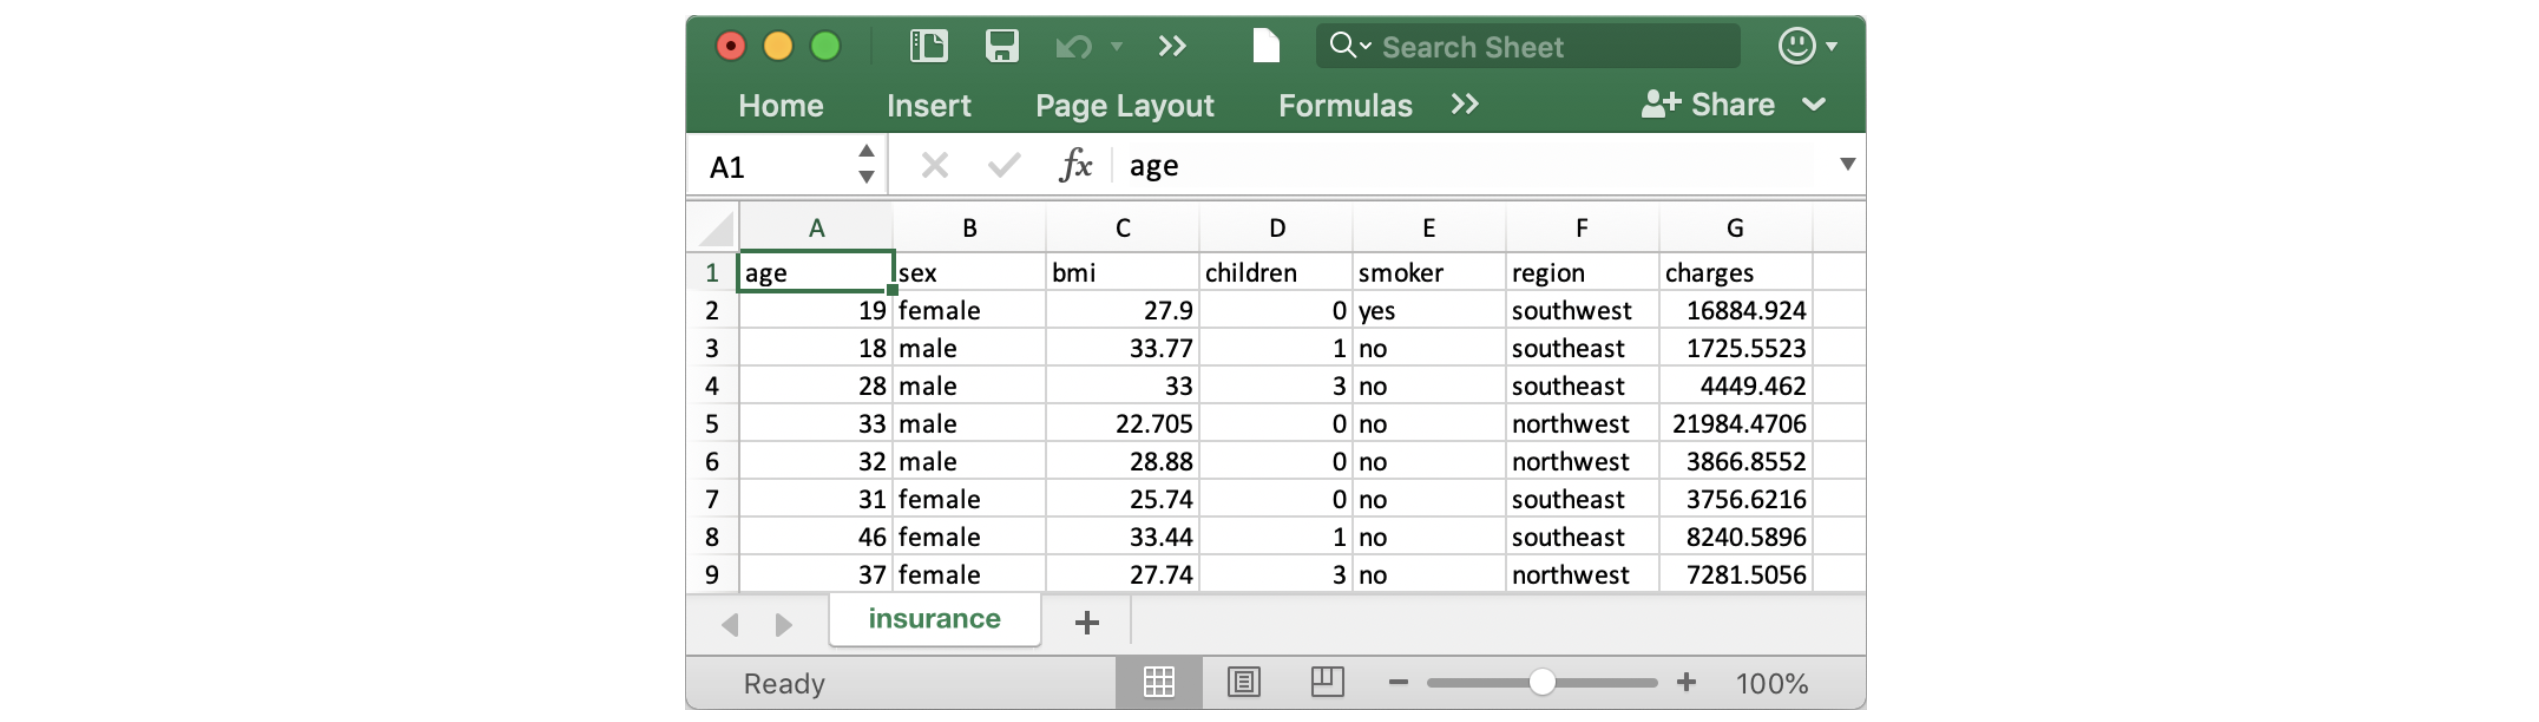 Search Sheet
Home Insert Page Layout Formulas Share
A1 fx age
A B C D E F G
1 age sex bmi children smoker region charges
2 19 female 27.9 0 yes southwest 16884.924
3 18 male 33.77 1 no southeast 1725.5523
4 28 male 33 3 no southeast 4449.462
5 33 male 22.705 0 no northwest 21984.4706
6 32 male 28.88 0 no northwest 3866.8552
7 31 female 25.74 0 no southeast 3756.6216
8 46 female 33.44 1 no southeast 8240.5896
9 37 female 27.74 3 no northwest 7281.5056
insurance +
Ready 100%